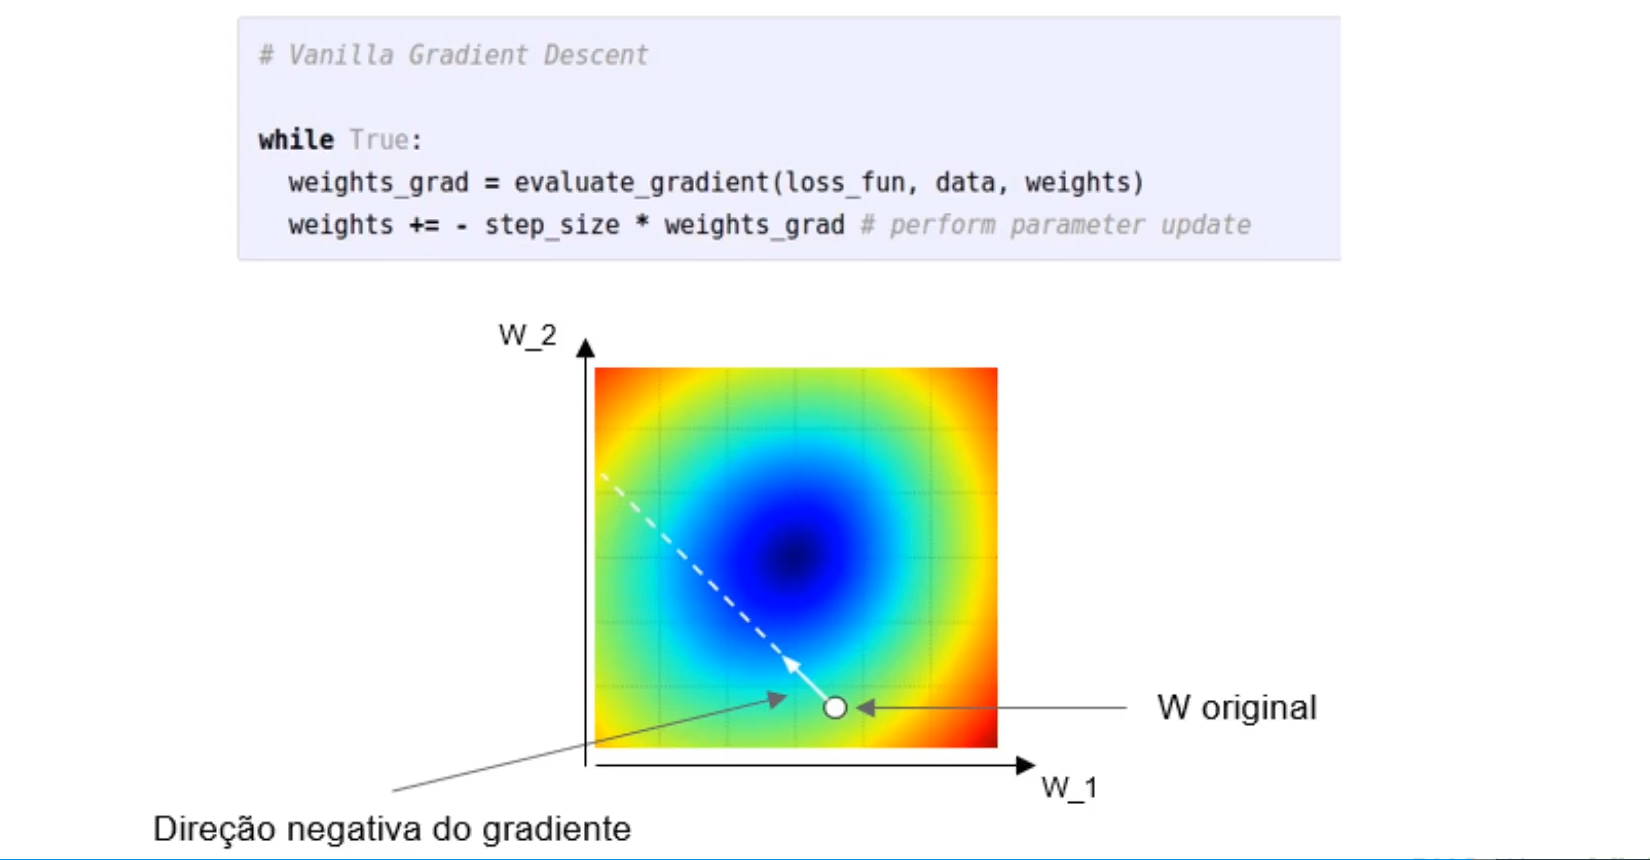 # Vanilla Gradient Descent
while True:
weights_grad = evaluate_gradient(loss_fun, data, weights)
weights += - step_size * weights_grad # perform parameter update
W_2
W original
W_1
Direção negativa do gradiente